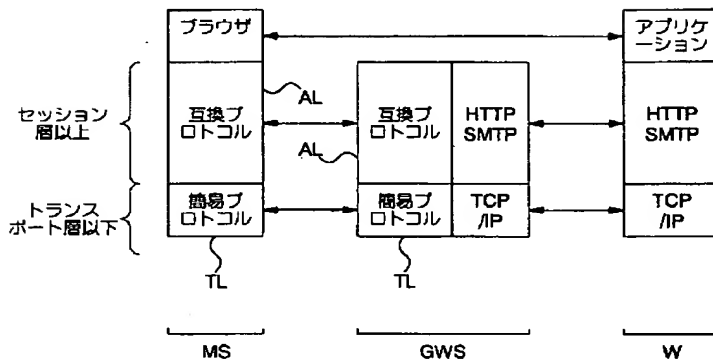 ブラウザ
アプリケ
ーション
セッション
層以上
互換プ
ロトコル
AL
AL
互換プ
ロトコル
HTTP
SMTP
HTTP
SMTP
トランス
ポート層以下
簡易プ
ロトコル
簡易プ
ロトコル
TCP
/IP
TCP
/IP
TL
TL
MS
GWS
W